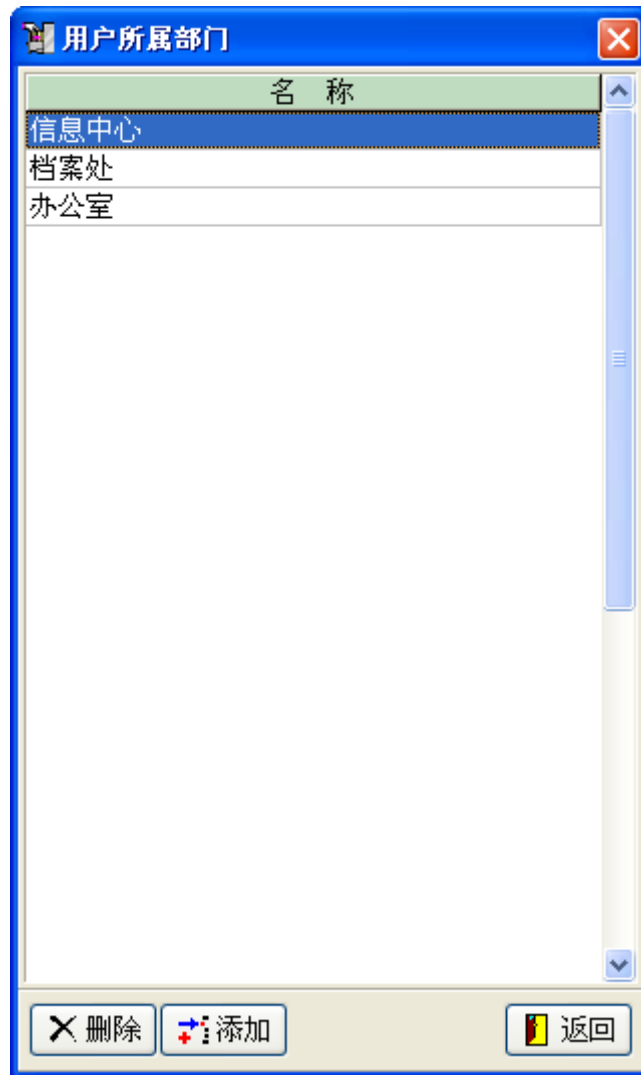 用户所属部门
名 称
信息中心
档案处
办公室
删除 添加 返回